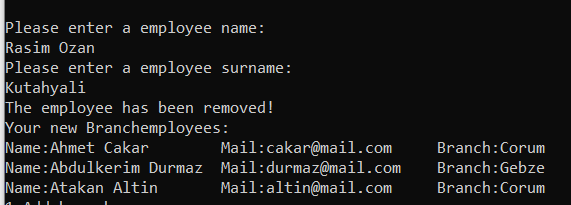 Please enter a employee name:
Rasim Ozan
Please enter a employee surname:
Kutahyali
The employee has been removed!
Your new Branchemployees:
Name:Ahmet Cakar Mail:cakar@mail.com Branch:Corum
Name:Abdulkerim Durmaz Mail:durmaz@mail.com Branch:Gebze
Name:Atakan Altin Mail:altin@mail.com Branch:Corum